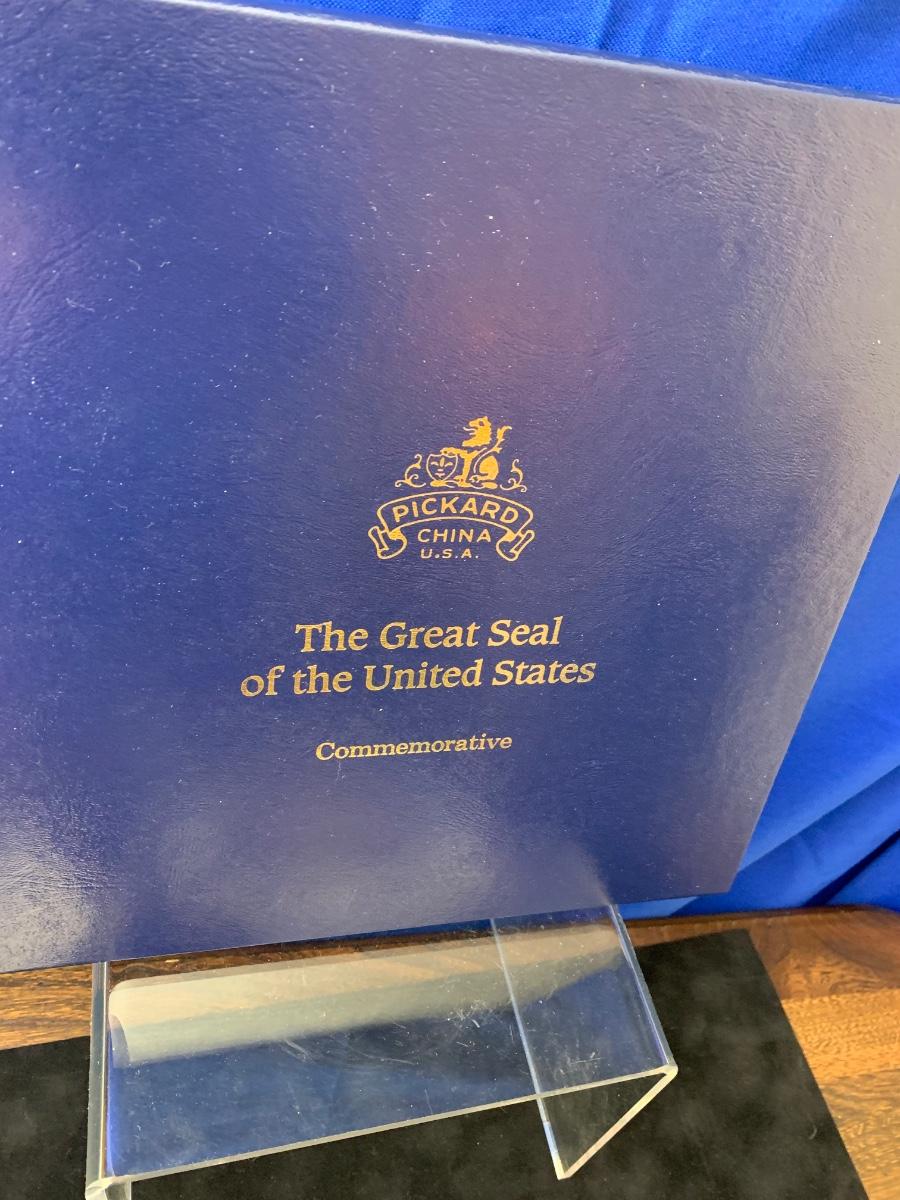 PICKARD
CHINA
U.S.A.
The Great Seal
of the United States
Commemorative